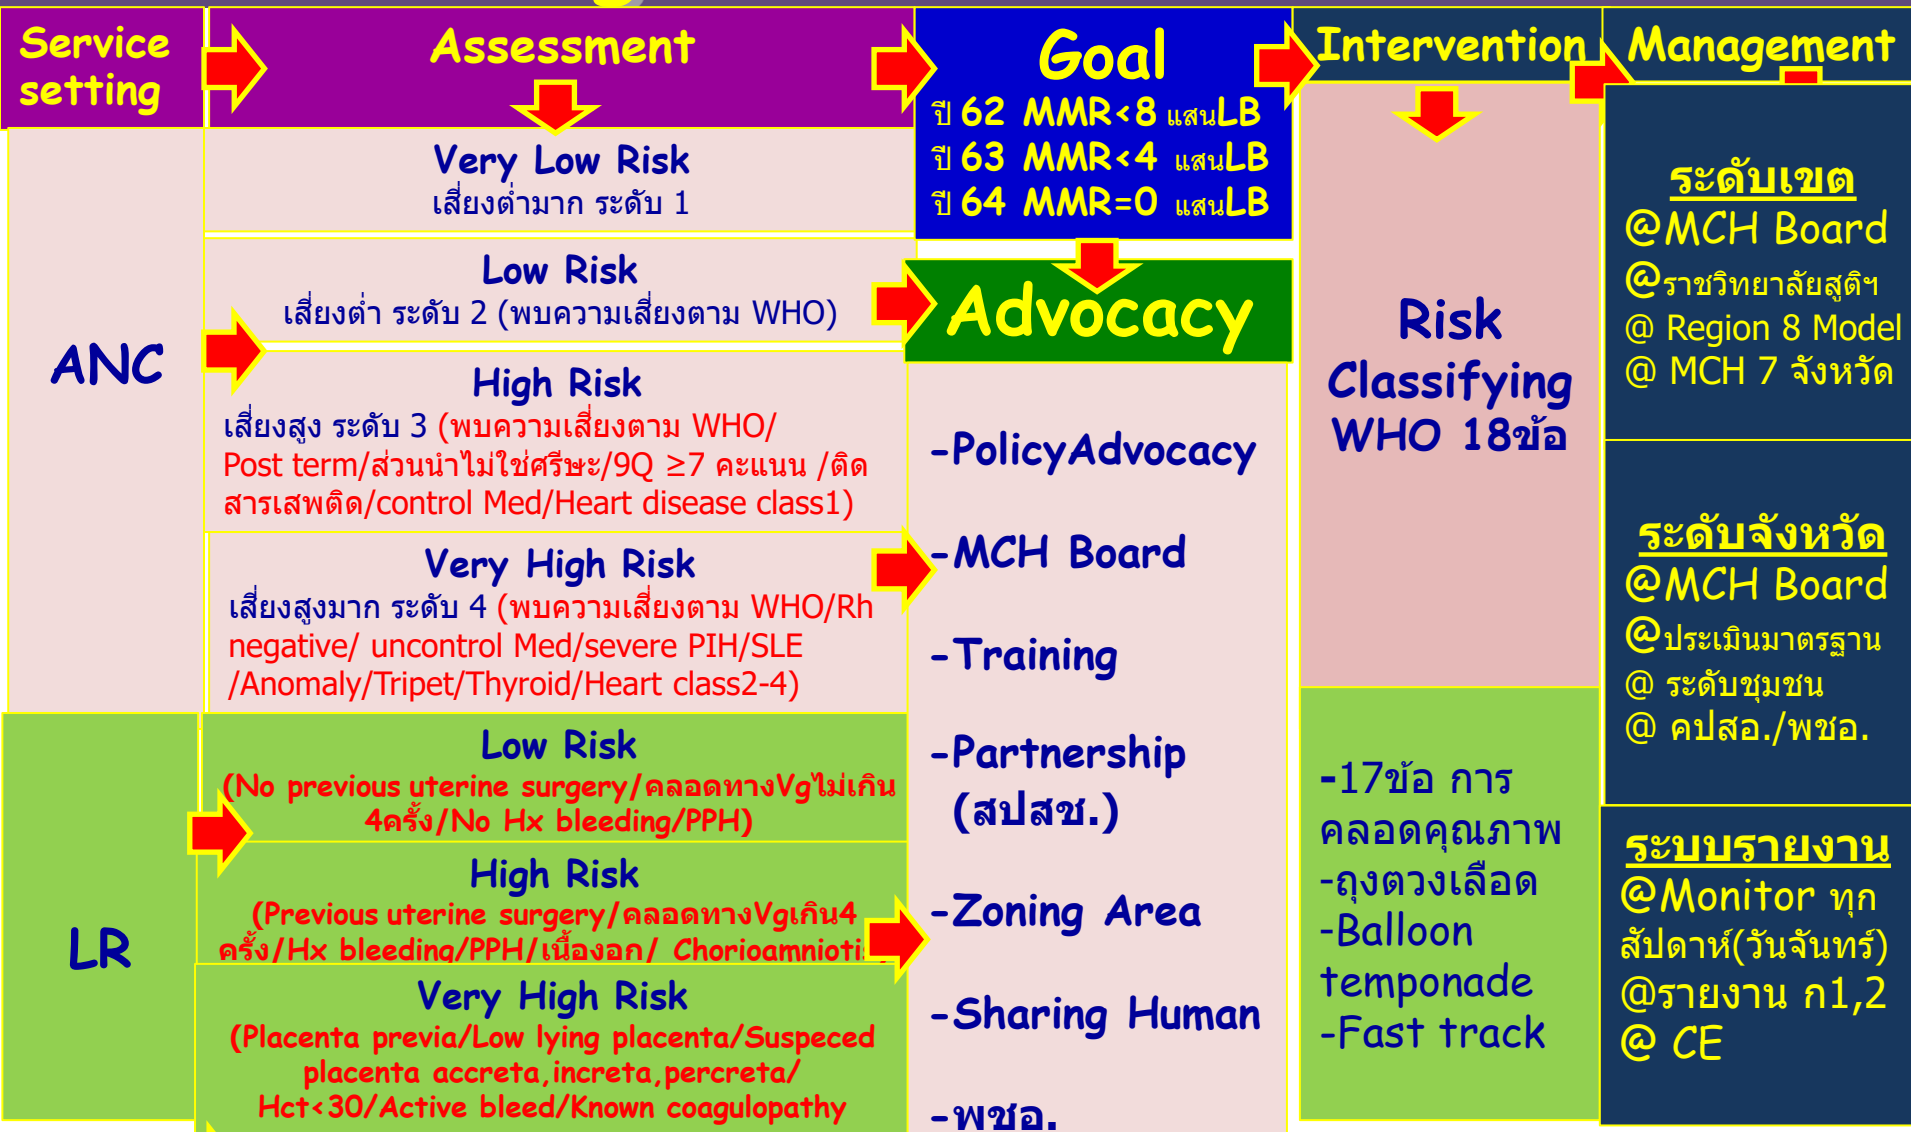 Service
setting
Assessment
Goal
ปี 62 MMR<8 แสนLB
ปี 63 MMR<4 แสนLB
ปี 64 MMR=0 แสนLB
Intervention
Management
ANC
Very Low Risk
เสี่ยงต่ำมาก ระดับ 1
Low Risk
เสี่ยงต่ำ ระดับ 2 (พบความเสี่ยงตาม WHO)
High Risk
เสี่ยงสูง ระดับ 3 (พบความเสี่ยงตาม WHO/
Post term/ส่วนนำไม่ใช่ศรีษะ/9Q ≥7 คะแนน /ติด
สารเสพติด/control Med/Heart disease class1)
Very High Risk
เสี่ยงสูงมาก ระดับ 4 (พบความเสี่ยงตาม WHO/Rh
negative/ uncontrol Med/severe PIH/SLE
/Anomaly/Tripet/Thyroid/Heart class2-4)
LR
Low Risk
(No previous uterine surgery/คลอดทางVgไม่เกิน
4ครั้ง/No Hx bleeding/PPH)
High Risk
(Previous uterine surgery/คลอดทางVgเกิน4
ครั้ง/Hx bleeding/PPH/เนื้องอก/ Chorioamniotis
Very High Risk
(Placenta previa/Low lying placenta/Suspeced
placenta accreta,increta,percreta/
Hct<30/Active bleed/Known coagulopathy
Advocacy
-PolicyAdvocacy
-MCH Board
-Training
-Partnership
(สปสช.)
-Zoning Area
-Sharing Human
-พชอ.
Risk
Classifying
WHO 18ข้อ
-17ข้อ การ
คลอดคุณภาพ
-ถุงตวงเลือด
-Balloon
temponade
-Fast track
ระดับเขต
@MCH Board
@ราชวิทยาลัยสูติฯ
@ Region 8 Model
@ MCH 7 จังหวัด
ระดับจังหวัด
@MCH Board
@ประเมินมาตรฐาน
@ ระดับชุมชน
@ คปสอ./พชอ.
ระบบรายงาน
@Monitor ทุก
สัปดาห์(วันจันทร์)
@รายงาน ก1,2
@ CE